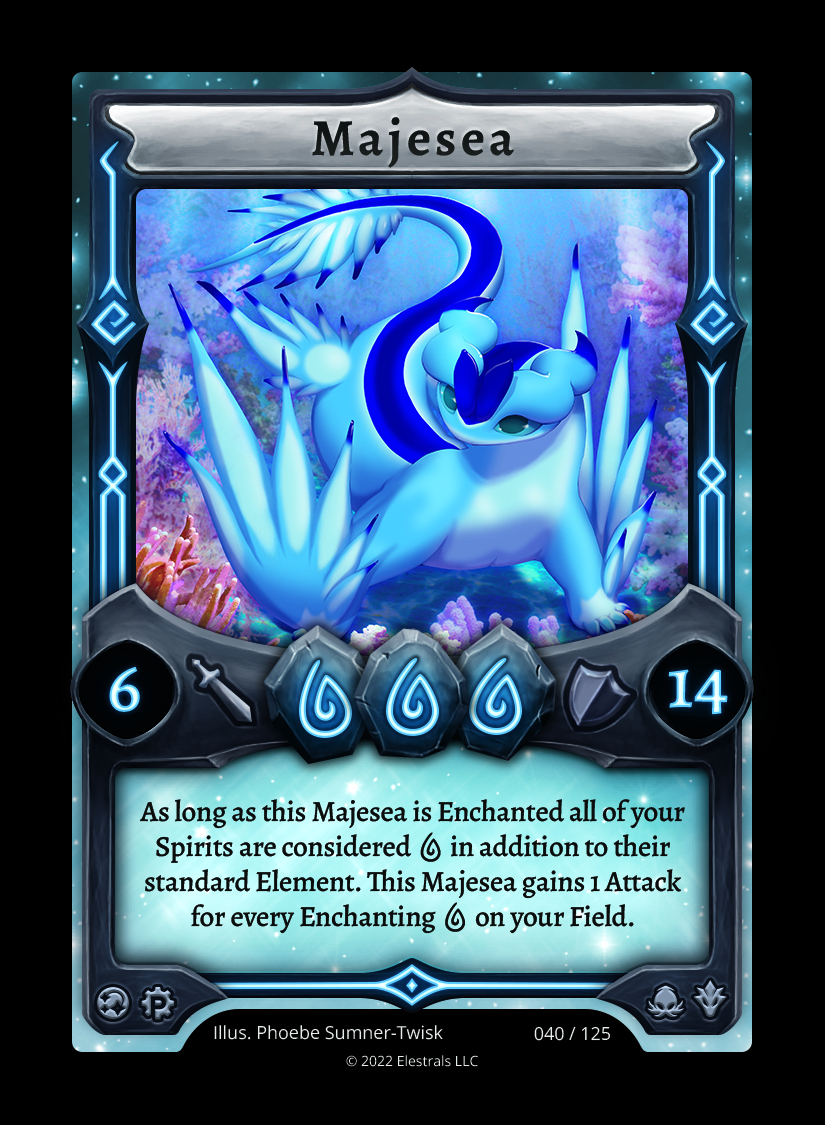 Majesea
6
14
As long as this Majesea is Enchanted all of your
Spirits are considered in addition to their
standard Element. This Majesea gains 1 Attack
for every Enchanting on your Field.
P
Illus. Phoebe Sumner-Twisk 040 / 125
© 2022 Elestrals LLC